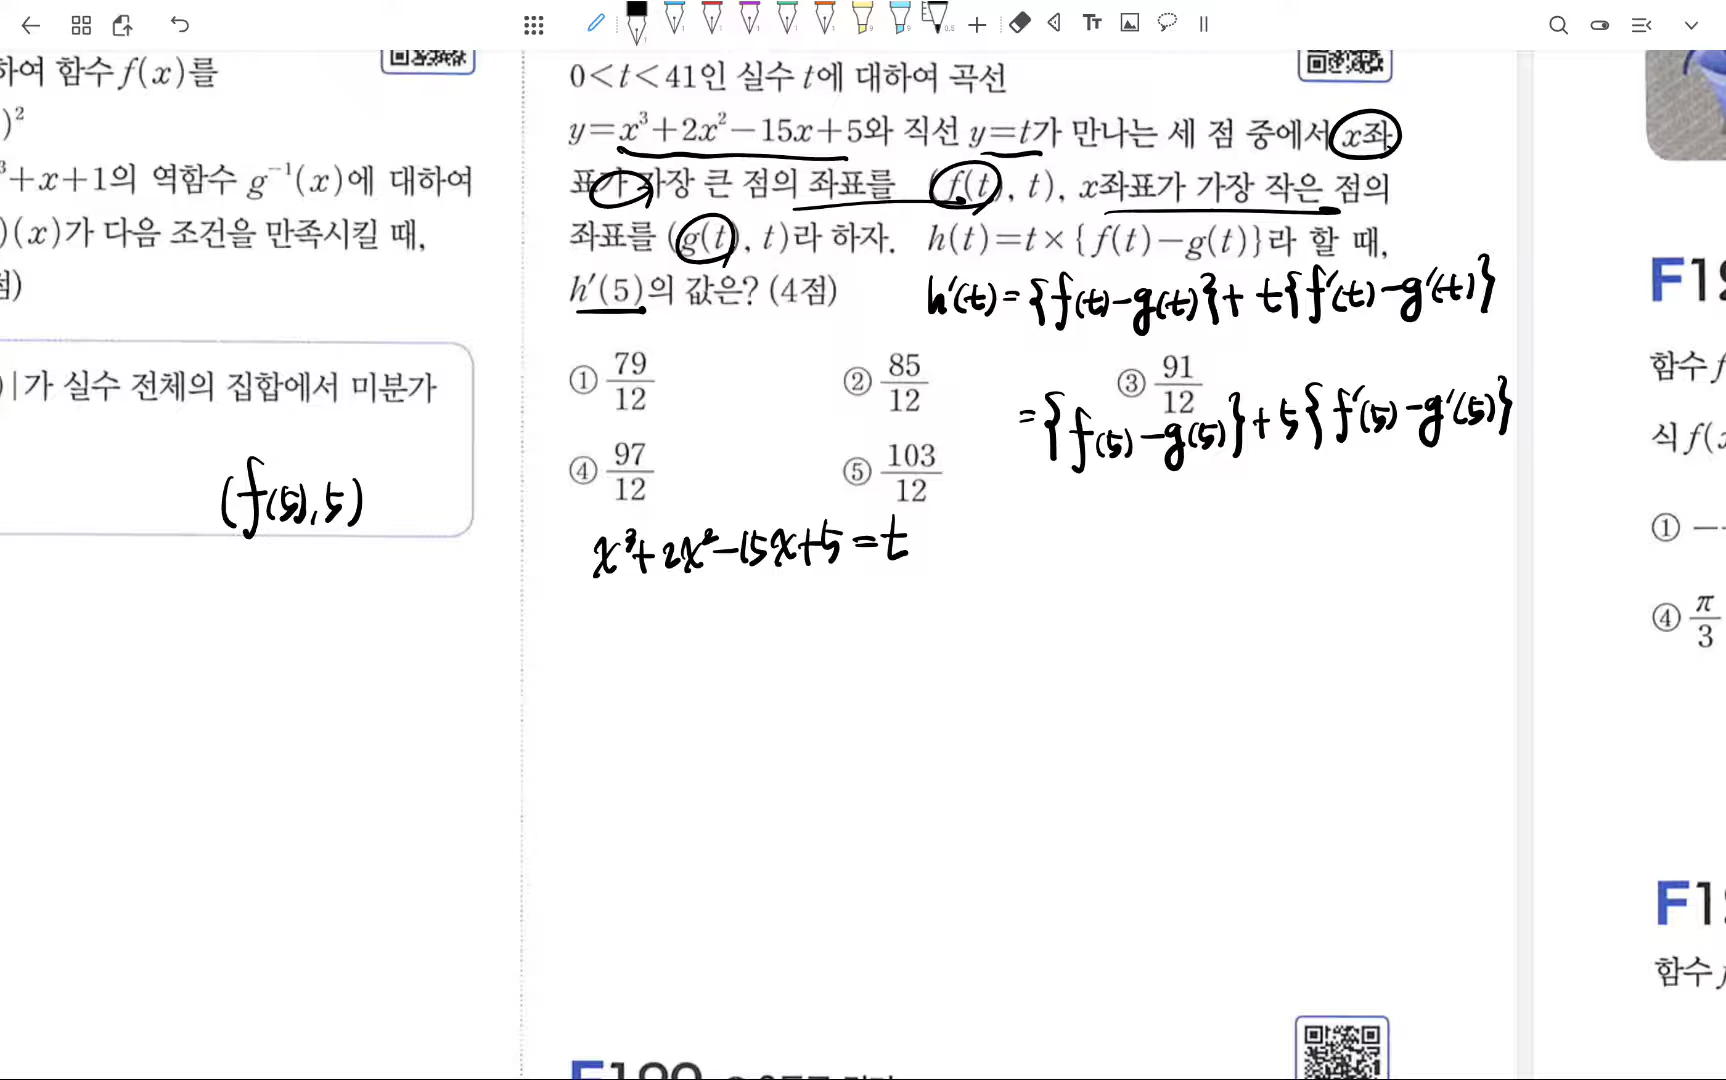 하여 함수 f(x)를
)²
³+x+1의 역함수 g⁻¹(x)에 대하여
)(x)가 다음 조건을 만족시킬 때,
점)
)|가 실수 전체의 집합에서 미분가
(f(5), 5)
0<t<41인 실수 t에 대하여 곡선
y=x³+2x²-15x+5와 직선 y=t가 만나는 세 점 중에서 x좌
표가 가장 큰 점의 좌표를 (f(t), t), x좌표가 가장 작은 점의
좌표를 (g(t), t)라 하자. h(t)=t×{f(t)-g(t)}라 할 때,
h′(5)의 값은? (4점)
h′(t)={f(t)-g(t)}+t{f′(t)-g′(t)}
① 79/12 ② 85/12 ③ 91/12
={f(5)-g(5)}+5{f′(5)-g′(5)}
④ 97/12 ⑤ 103/12
x³+2x²-15x+5=t
F199
F19
함수 f
식 f(x
① -
④ π/3
F19
함수 f